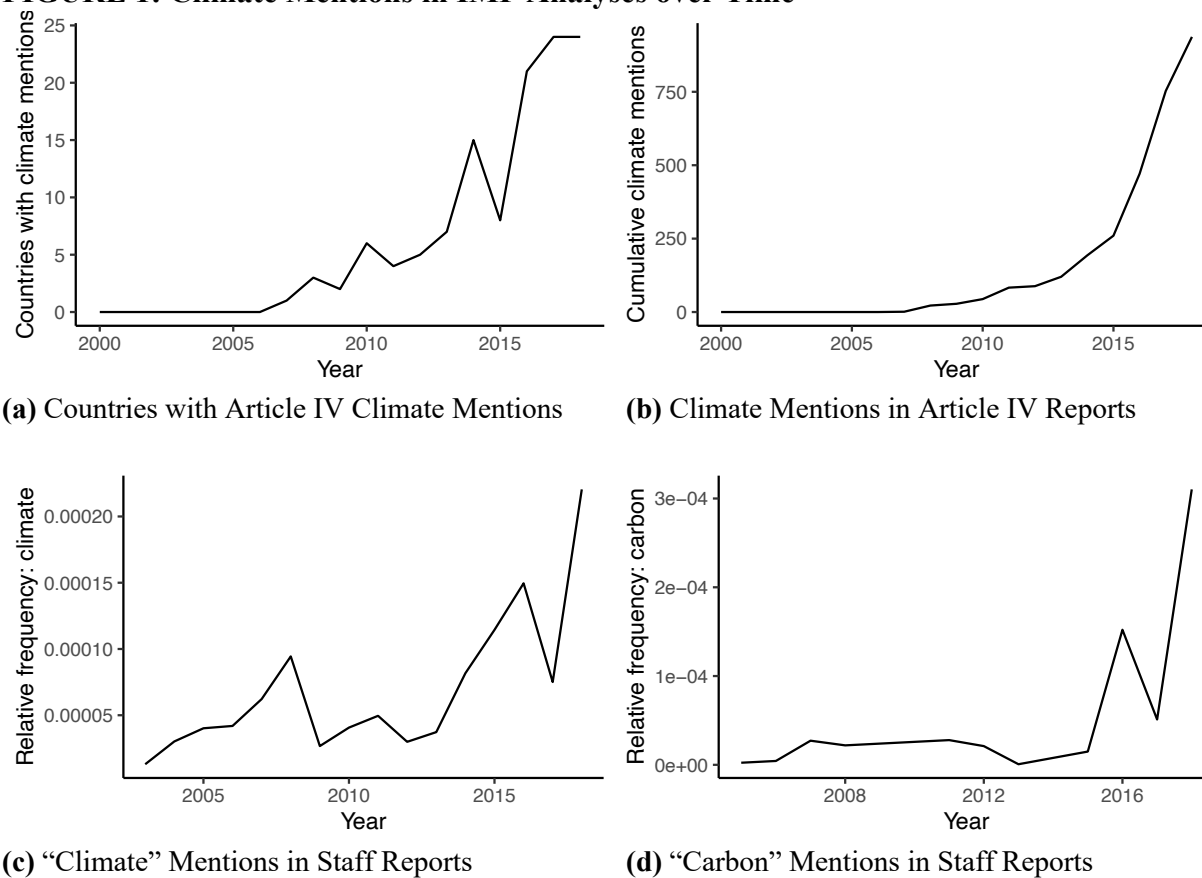 FIGURE 1: Climate Mentions in IMF Analyses over Time
Countries with climate mentions
25
20
15
10
5
0
2000 2005 2010 2015
Year
(a) Countries with Article IV Climate Mentions
Cumulative climate mentions
750
500
250
0
2000 2005 2010 2015
Year
(b) Climate Mentions in Article IV Reports
Relative frequency: climate
0.00020
0.00015
0.00010
0.00005
2005 2010 2015
Year
(c) “Climate” Mentions in Staff Reports
Relative frequency: carbon
3e−04
2e−04
1e−04
0e+00
2008 2012 2016
Year
(d) “Carbon” Mentions in Staff Reports